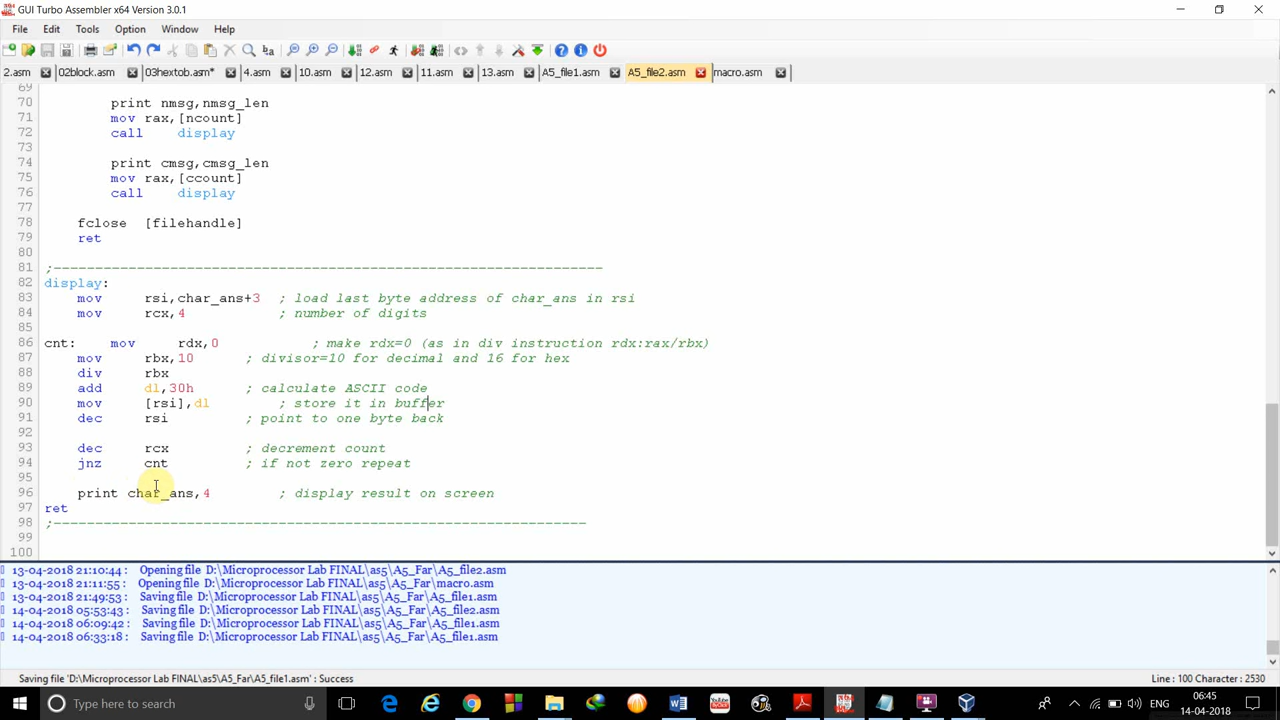 GUI Turbo Assembler x64 Version 3.0.1
File Edit Tools Option Window Help
2.asm 02block.asm 03hextob.asm* 4.asm 10.asm 12.asm 11.asm 13.asm A5_file1.asm A5_file2.asm macro.asm
69
70 print nmsg,nmsg_len
71 mov rax,[ncount]
72 call display
73
74 print cmsg,cmsg_len
75 mov rax,[ccount]
76 call display
77
78 fclose [filehandle]
79 ret
80
81 ;------------------------------------------------------------------
82 display:
83 mov rsi,char_ans+3 ; load last byte address of char_ans in rsi
84 mov rcx,4 ; number of digits
85
86 cnt: mov rdx,0 ; make rdx=0 (as in div instruction rdx:rax/rbx)
87 mov rbx,10 ; divisor=10 for decimal and 16 for hex
88 div rbx
89 add dl,30h ; calculate ASCII code
90 mov [rsi],dl ; store it in buffer
91 dec rsi ; point to one byte back
92
93 dec rcx ; decrement count
94 jnz cnt ; if not zero repeat
95
96 print char_ans,4 ; display result on screen
97 ret
98 ;----------------------------------------------------------------
99
100
13-04-2018 21:10:44 : Opening file D:\Microprocessor Lab FINAL\as5\A5_Far\A5_file2.asm
13-04-2018 21:11:55 : Opening file D:\Microprocessor Lab FINAL\as5\A5_Far\macro.asm
13-04-2018 21:49:53 : Saving file D:\Microprocessor Lab FINAL\as5\A5_Far\A5_file1.asm
14-04-2018 05:53:43 : Saving file D:\Microprocessor Lab FINAL\as5\A5_Far\A5_file2.asm
14-04-2018 06:09:42 : Saving file D:\Microprocessor Lab FINAL\as5\A5_Far\A5_file1.asm
14-04-2018 06:33:18 : Saving file D:\Microprocessor Lab FINAL\as5\A5_Far\A5_file1.asm
Saving file 'D:\Microprocessor Lab FINAL\as5\A5_Far\A5_file1.asm' : Success Line : 100 Character : 2530
Type here to search ENG 06:45
14-04-2018